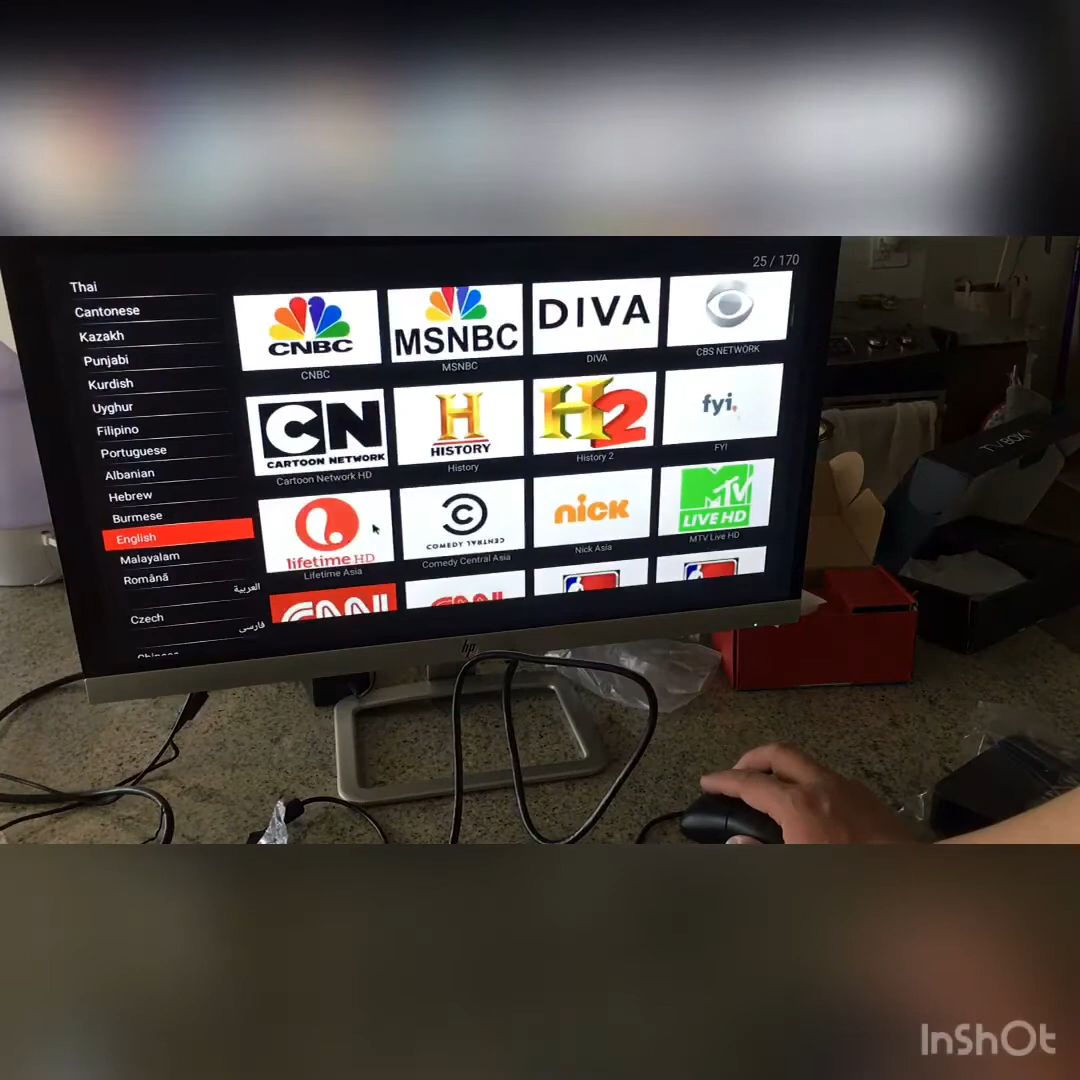 25 / 170
Thai
Cantonese
Kazakh
Punjabi
Kurdish
Uyghur
Filipino
Portuguese
Albanian
Hebrew
Burmese
English
Malayalam
Română
العربية
Czech
فارسی
Chinese
CNBC
CNBC
MSNBC
MSNBC
DIVA
DIVA
CBS NETWORK
CN
CARTOON NETWORK
Cartoon Network HD
H
HISTORY
History
H2
History 2
fyi,
FYI
lifetime HD
Lifetime Asia
COMEDY CENTRAL
Comedy Central Asia
nick
Nick Asia
MTV
LIVE HD
MTV Live HD
CNN
CNN
hp
TV BOX
InShOt